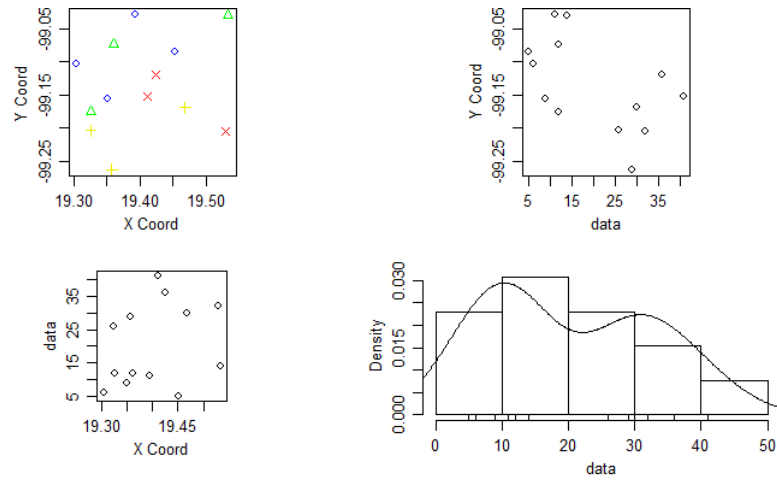 -99.05
-99.15
-99.25
Y Coord
19.30 19.40 19.50
X Coord
-99.05
-99.15
-99.25
Y Coord
5 15 25 35
data
35
25
15
5
data
19.30 19.45
X Coord
0.030
0.015
0.000
Density
0 10 20 30 40 50
data